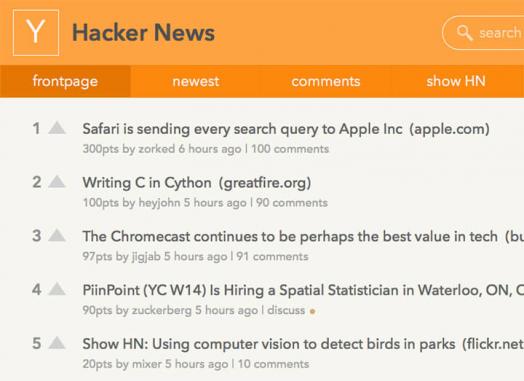 Y Hacker News search
frontpage newest comments show HN
1 Safari is sending every search query to Apple Inc (apple.com)
300pts by zorked 6 hours ago | 100 comments
2 Writing C in Cython (greatfire.org)
100pts by heyjohn 5 hours ago | 90 comments
3 The Chromecast continues to be perhaps the best value in tech (bu
97pts by jigjab 5 hours ago | 91 comments
4 PiinPoint (YC W14) Is Hiring a Spatial Statistician in Waterloo, ON, C
90pts by zuckerberg 5 hours ago | discuss
5 Show HN: Using computer vision to detect birds in parks (flickr.net
20pts by mixer 5 hours ago | 10 comments